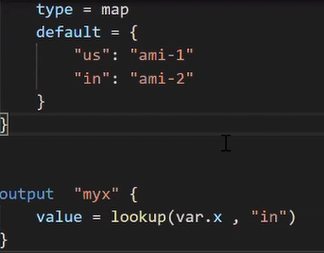 type = map
default = {
"us": "ami-1"
"in": "ami-2"
}
}
output "myx" {
value = lookup(var.x , "in")
}